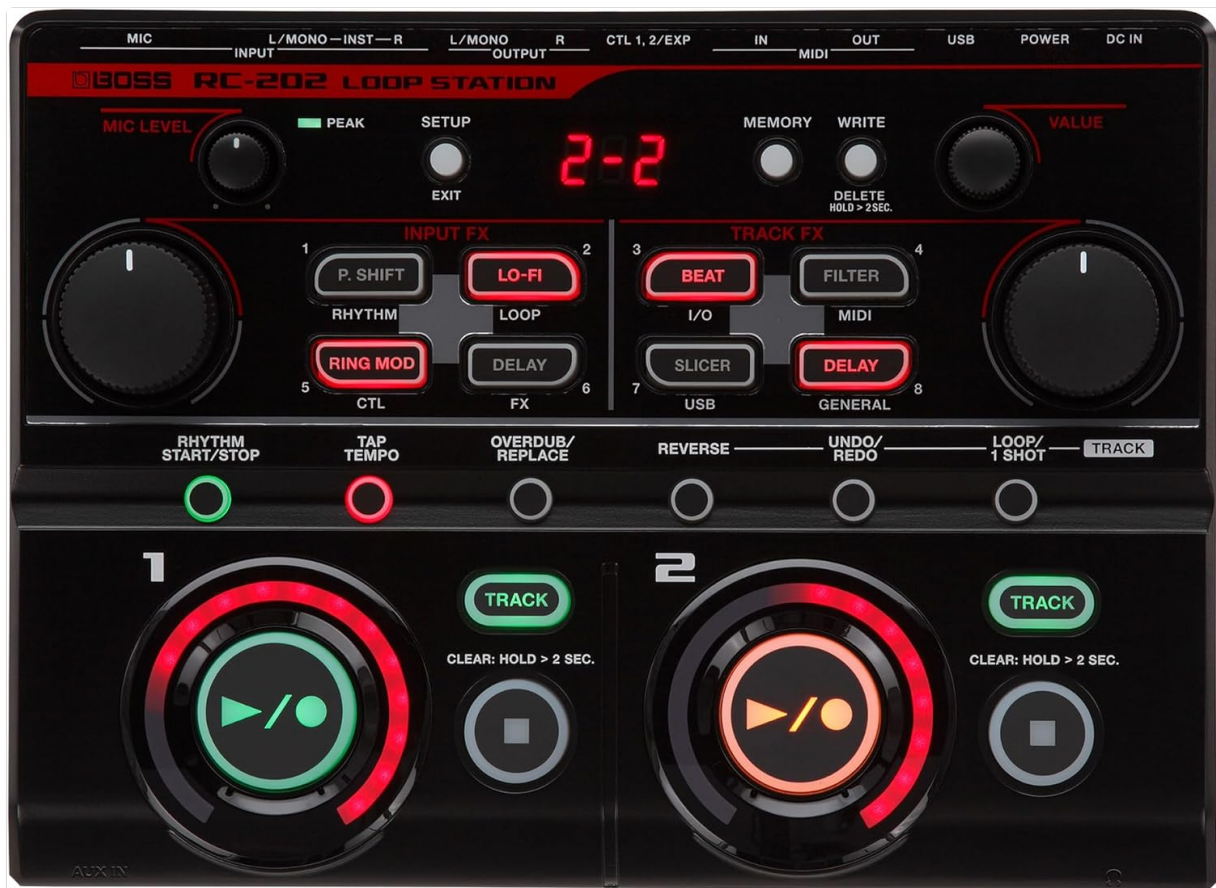 MIC L/MONO—INST—R L/MONO R CTL 1, 2/EXP IN OUT USB POWER DC IN
INPUT OUTPUT MIDI
BOSS RC-202 LOOP STATION
MIC LEVEL PEAK SETUP MEMORY WRITE VALUE
2-2
EXIT DELETE
HOLD > 2SEC.
INPUT FX TRACK FX
1 2 3 4
P. SHIFT LO-FI BEAT FILTER
RHYTHM LOOP I/O MIDI
RING MOD DELAY SLICER DELAY
5 6 7 8
CTL FX USB GENERAL
RHYTHM START/STOP
TAP TEMPO
OVERDUB/
REPLACE
REVERSE
UNDO/
REDO
LOOP/
1 SHOT
TRACK
1 2
TRACK TRACK
CLEAR: HOLD > 2 SEC. CLEAR: HOLD > 2 SEC.
AUX IN